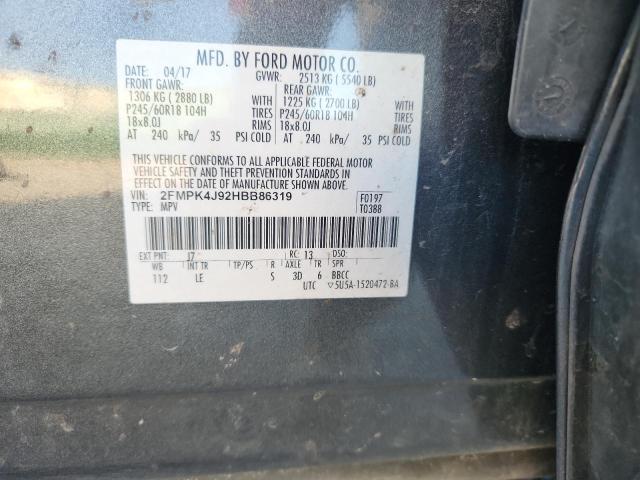 MFD. BY FORD MOTOR CO.
DATE: 04/17 GVWR: 2513 KG ( 5540 LB)
FRONT GAWR: REAR GAWR:
1306 KG ( 2880 LB) WITH 1225 KG ( 2700 LB) WITH
P245/60R18 104H TIRES P245/60R18 104H TIRES
18x8.0J RIMS 18x8.0J RIMS
AT 240 kPa/ 35 PSI COLD AT 240 kPa/ 35 PSI COLD
THIS VEHICLE CONFORMS TO ALL APPLICABLE FEDERAL MOTOR
VEHICLE SAFETY AND THEFT PREVENTION STANDARDS IN
EFFECT ON THE DATE OF MANUFACTURE SHOWN ABOVE.
VIN: 2FMPK4J92HBB86319 F0197
TYPE: MPV T0388
EXT PNT: J7 RC: 13 DSO:
WB INT TR TP/PS R AXLE TR SPR
112 LE S 3D 6 BBCC
UTC ▽5U5A-1520472-BA